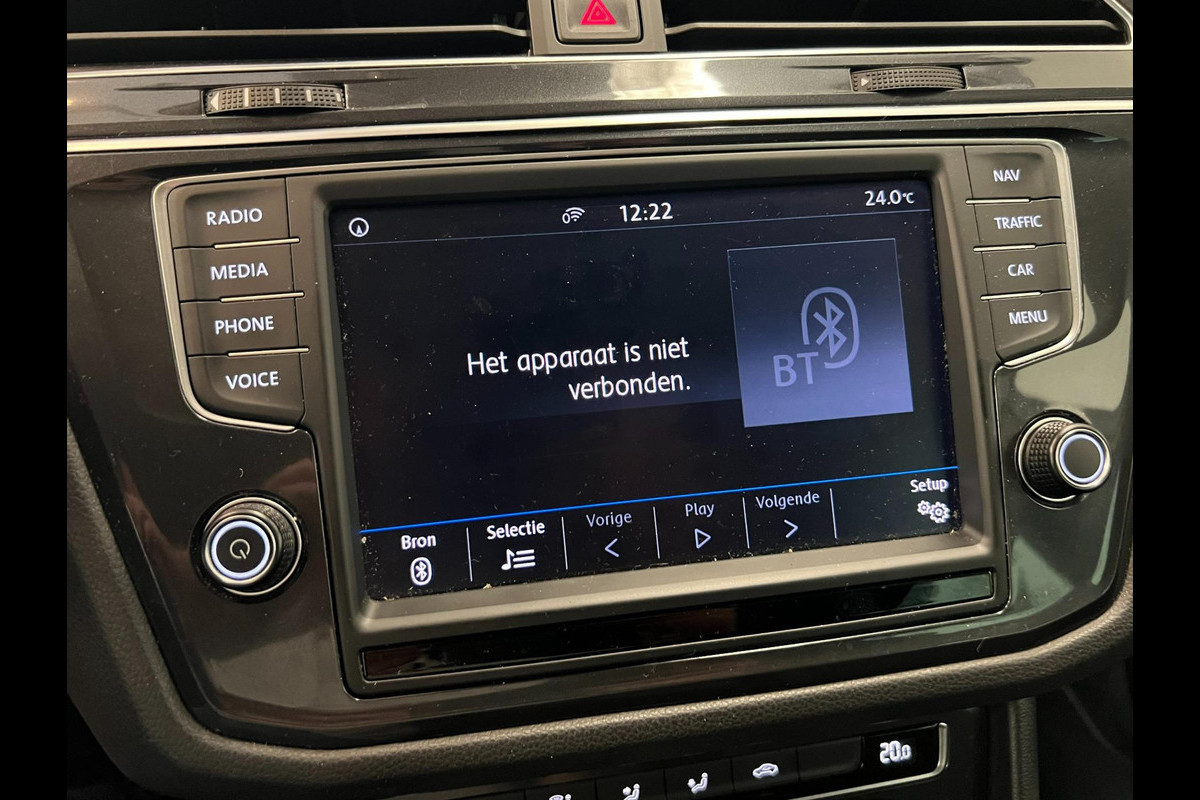 RADIO
MEDIA
PHONE
VOICE
0
12:22
24.0°C
Het apparaat is niet
verbonden.
BT
Bron
Selectie
Vorige
Play
Volgende
Setup
NAV
TRAFFIC
CAR
MENU
20.0